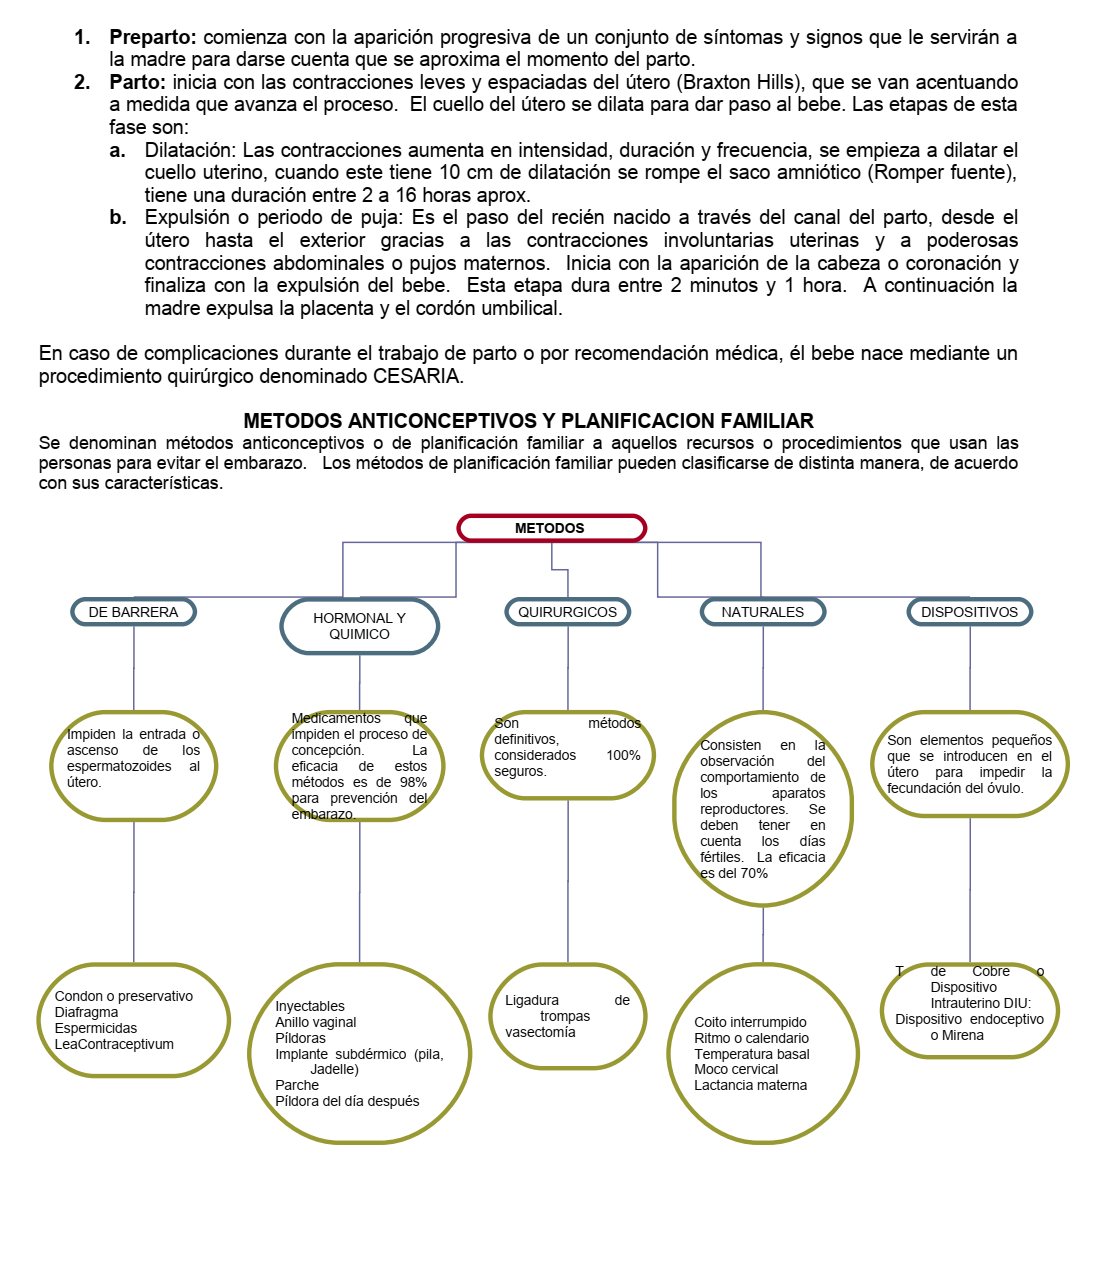 1. Preparto: comienza con la aparición progresiva de un conjunto de síntomas y signos que le servirán a
la madre para darse cuenta que se aproxima el momento del parto.
2. Parto: inicia con las contracciones leves y espaciadas del útero (Braxton Hills), que se van acentuando
a medida que avanza el proceso. El cuello del útero se dilata para dar paso al bebe. Las etapas de esta
fase son:
a. Dilatación: Las contracciones aumenta en intensidad, duración y frecuencia, se empieza a dilatar el
cuello uterino, cuando este tiene 10 cm de dilatación se rompe el saco amniótico (Romper fuente),
tiene una duración entre 2 a 16 horas aprox.
b. Expulsión o periodo de puja: Es el paso del recién nacido a través del canal del parto, desde el
útero hasta el exterior gracias a las contracciones involuntarias uterinas y a poderosas
contracciones abdominales o pujos maternos. Inicia con la aparición de la cabeza o coronación y
finaliza con la expulsión del bebe. Esta etapa dura entre 2 minutos y 1 hora. A continuación la
madre expulsa la placenta y el cordón umbilical.
En caso de complicaciones durante el trabajo de parto o por recomendación médica, él bebe nace mediante un
procedimiento quirúrgico denominado CESARIA.
METODOS ANTICONCEPTIVOS Y PLANIFICACION FAMILIAR
Se denominan métodos anticonceptivos o de planificación familiar a aquellos recursos o procedimientos que usan las
personas para evitar el embarazo. Los métodos de planificación familiar pueden clasificarse de distinta manera, de acuerdo
con sus características.
METODOS
DE BARRERA
HORMONAL Y
QUIMICO
QUIRURGICOS
NATURALES
DISPOSITIVOS
Impiden la entrada o
ascenso de los
espermatozoides al
útero.
Medicamentos que
impiden el proceso de
concepción. La
eficacia de estos
métodos es de 98%
para prevención del
embarazo.
Son métodos
definitivos,
considerados 100%
seguros.
Consisten en la
observación del
comportamiento de
los aparatos
reproductores. Se
deben tener en
cuenta los días
fértiles. La eficacia
es del 70%
Son elementos pequeños
que se introducen en el
útero para impedir la
fecundación del óvulo.
Condon o preservativo
Diafragma
Espermicidas
LeaContraceptivum
Inyectables
Anillo vaginal
Píldoras
Implante subdérmico (pila,
Jadelle)
Parche
Píldora del día después
Ligadura de
trompas
vasectomía
Coito interrumpido
Ritmo o calendario
Temperatura basal
Moco cervical
Lactancia materna
T de Cobre o
Dispositivo
Intrauterino DIU:
Dispositivo endoceptivo
o Mirena